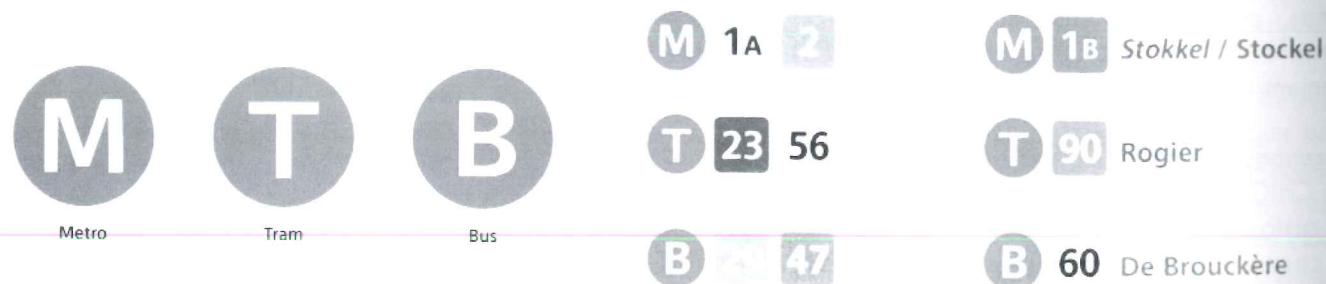 M T B
Metro Tram Bus
M 1A 2
T 23 56
B 47
M 1B Stokkel / Stockel
T 90 Rogier
B 60 De Brouckère